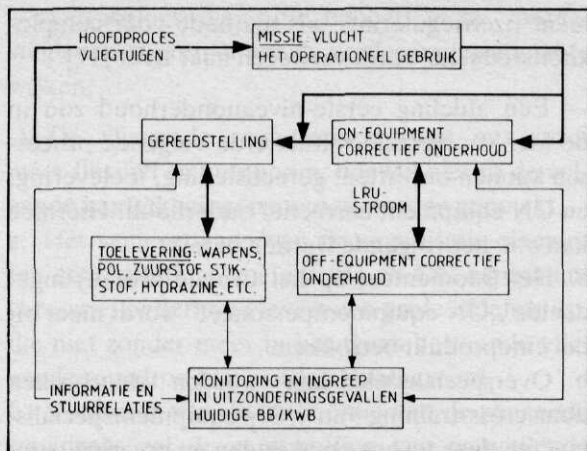 HOOFDPROCES
VLIEGTUIGEN
MISSIE: VLUCHT
HET OPERATIONEEL GEBRUIK
GEREEDSTELLING
ON-EQUIPMENT
CORRECTIEF ONDERHOUD
LRU-
STROOM
TOELEVERING: WAPENS,
POL, ZUURSTOF, STIK-
STOF, HYDRAZINE, ETC.
OFF-EQUIPMENT CORRECTIEF
ONDERHOUD
INFORMATIE EN
STUURRELATIES
MONITORING EN INGREEP
IN UITZONDERINGSGEVALLEN
HUIDIGE BB/KWB